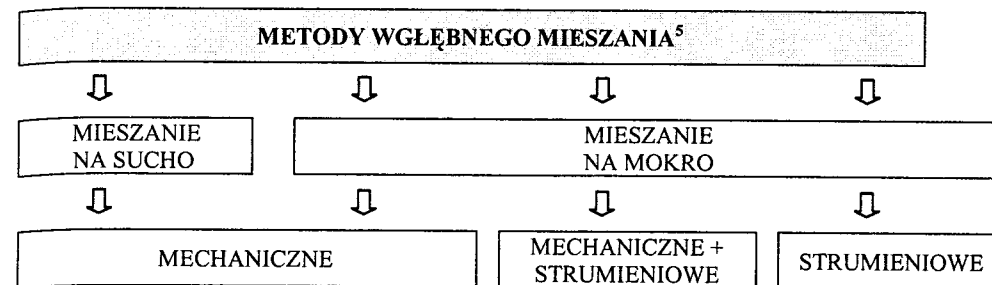 METODY WGŁĘBNEGO MIESZANIA⁵
MIESZANIE
NA SUCHO
MIESZANIE
NA MOKRO
MECHANICZNE
MECHANICZNE +
STRUMIENIOWE
STRUMIENIOWE